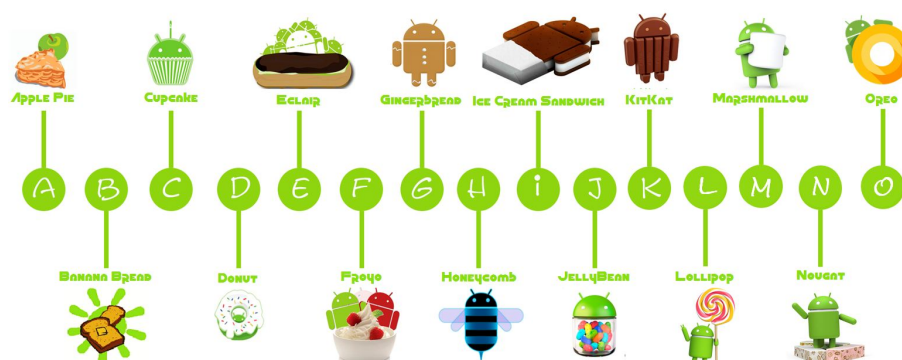 Apple Pie
Cupcake
Eclair
Gingerbread
Ice Cream Sandwich
KitKat
Marshmallow
Oreo
A B C D E F G H i J K L M N O
Banana Bread
Donut
Froyo
Honeycomb
JellyBean
Lollipop
Nougat